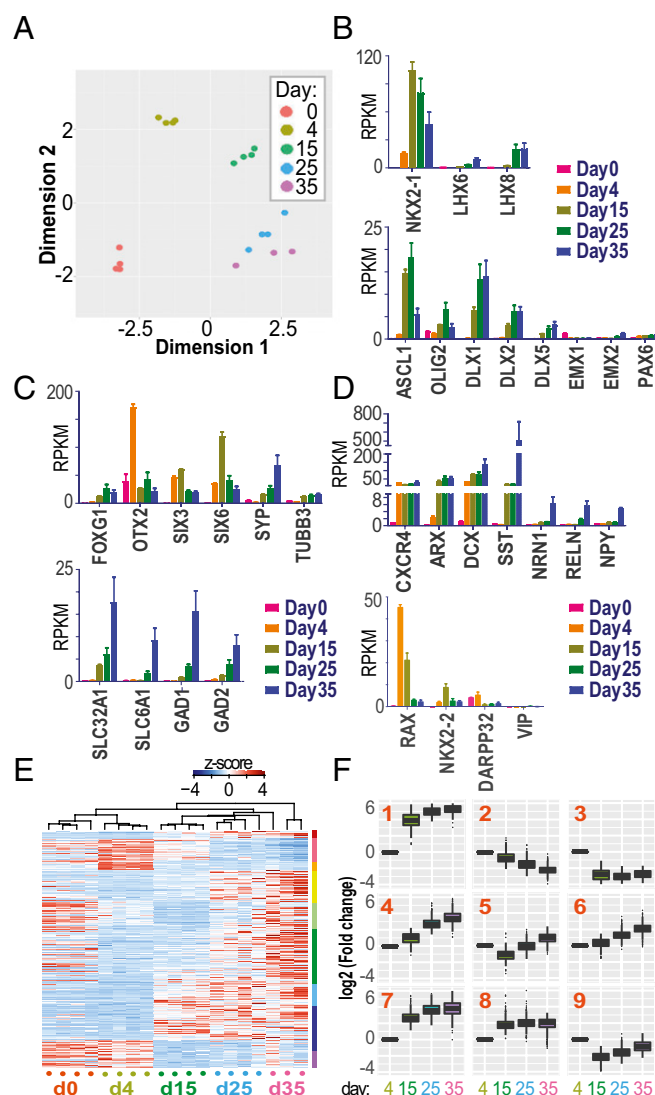 A
Day:
0
4
15
25
35
2
0
-2
Dimension 2
-2.5 0 2.5
Dimension 1
B
120
0
RPKM
NKX2-1
LHX6
LHX8
Day0
Day4
Day15
Day25
Day35
25
0
RPKM
ASCL1
OLIG2
DLX1
DLX2
DLX5
EMX1
EMX2
PAX6
C
200
0
RPKM
FOXG1
OTX2
SIX3
SIX6
SYP
TUBB3
25
0
RPKM
SLC32A1
SLC6A1
GAD1
GAD2
Day0
Day4
Day15
Day25
Day35
D
800
500
200
50
8
0
RPKM
CXCR4
ARX
DCX
SST
NRN1
RELN
NPY
50
0
RPKM
RAX
NKX2-2
DARPP32
VIP
Day0
Day4
Day15
Day25
Day35
E
z-score
−4 0 4
d0 d4 d15 d25 d35
F
log2 (Fold change)
6
0
-4
1 2 3
6
0
-4
4 5 6
6
0
-4
7 8 9
day: 4 15 25 35 4 15 25 35 4 15 25 35